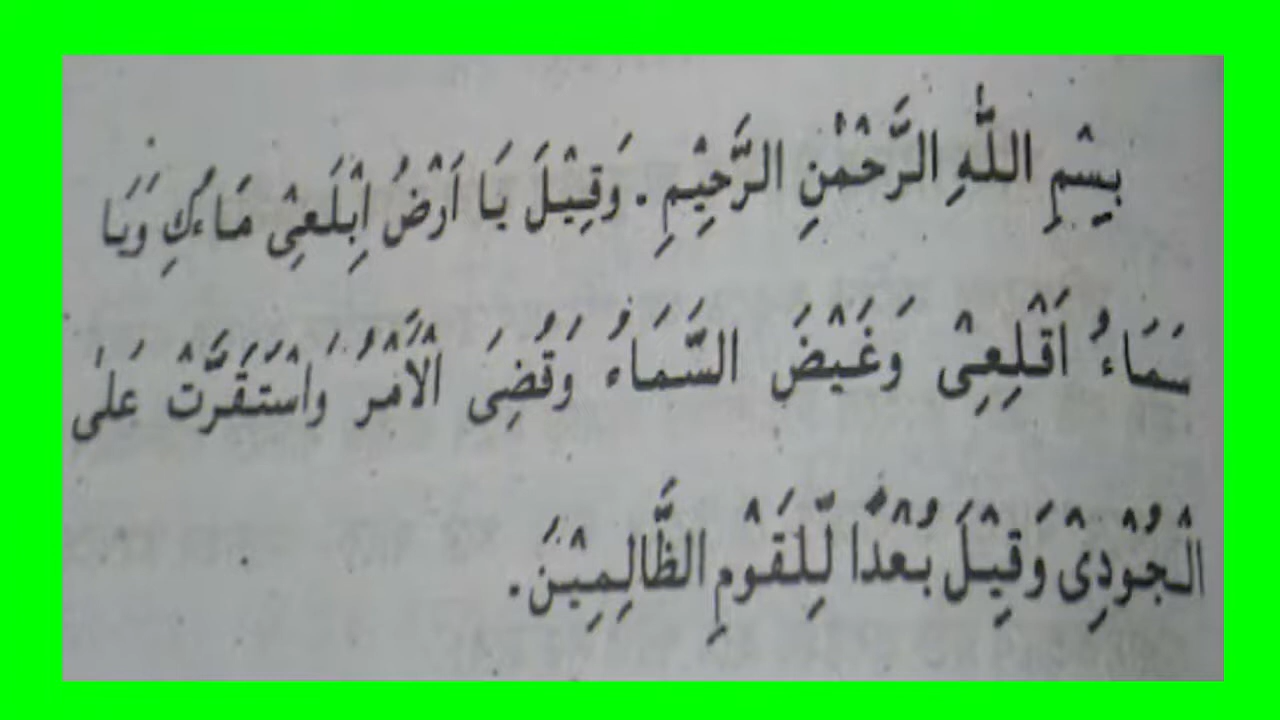 بِسْمِ اللّٰهِ الرَّحْمٰنِ الرَّحِيْمِ . وَقِيْلَ يَا اَرْضُ ابْلَعِىْ مَاءَكِ وَيَا
سَمَاءُ اَقْلِعِىْ وَغَيْضَ السَّمَاءُ وَقُضِىَ الْاَمْرُ وَاسْتَقَرَّتْ عَلٰى
الْجُوْدِىْ وَقِيْلَ بُعْدًا لِّلْقَوْمِ الظَّالِمِيْنَ .